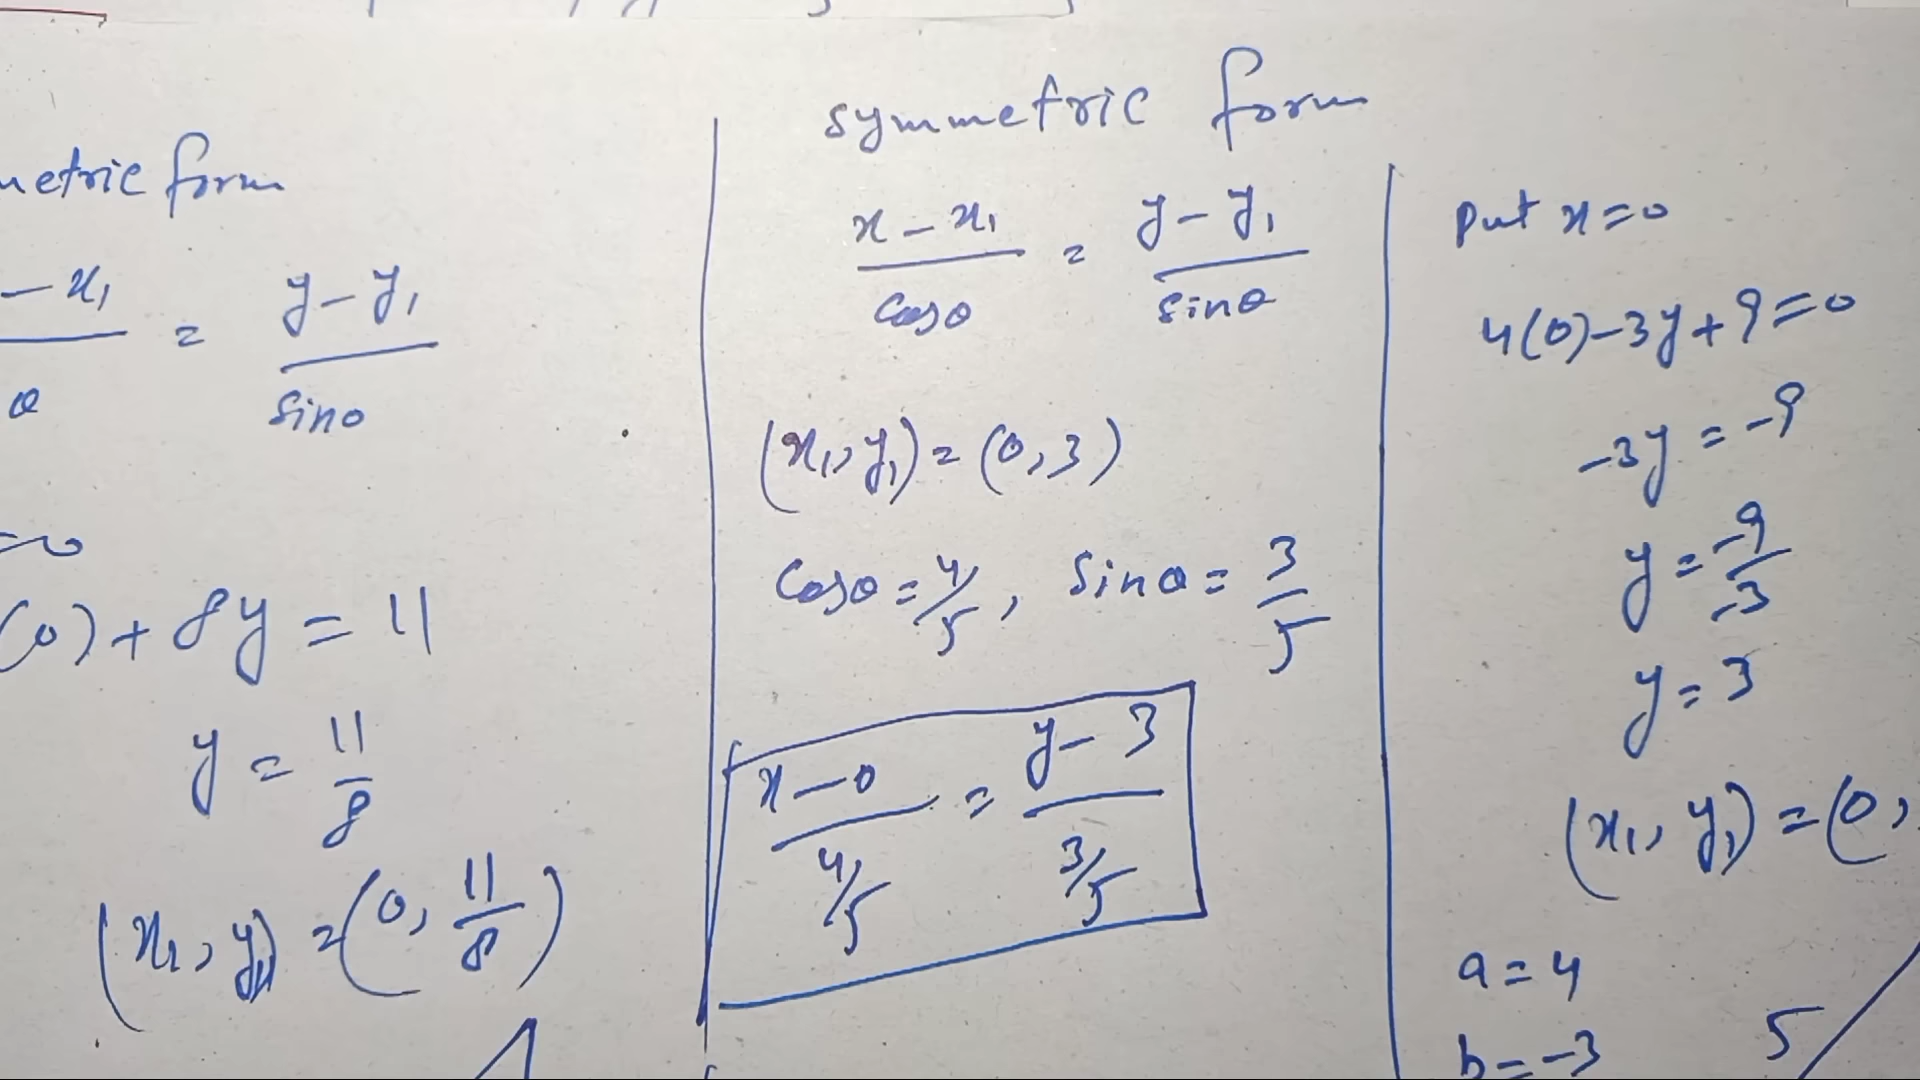 metric form
- x₁ / θ = y - y₁ / sinθ
=0
(0) + 8y = 11
y = 11/8
(x₁, y₁) = (0, 11/8)
symmetric form
x - x₁ / cosθ = y - y₁ / sinθ
(x₁, y₁) = (0, 3)
cosθ = 4/5, sinθ = 3/5
x - 0 / 4/5 = y - 3 / 3/5
Put x = 0
4(0) - 3y + 9 = 0
-3y = -9
y = -9/-3
y = 3
(x₁, y₁) = (0,
a = 4
b = -3
5